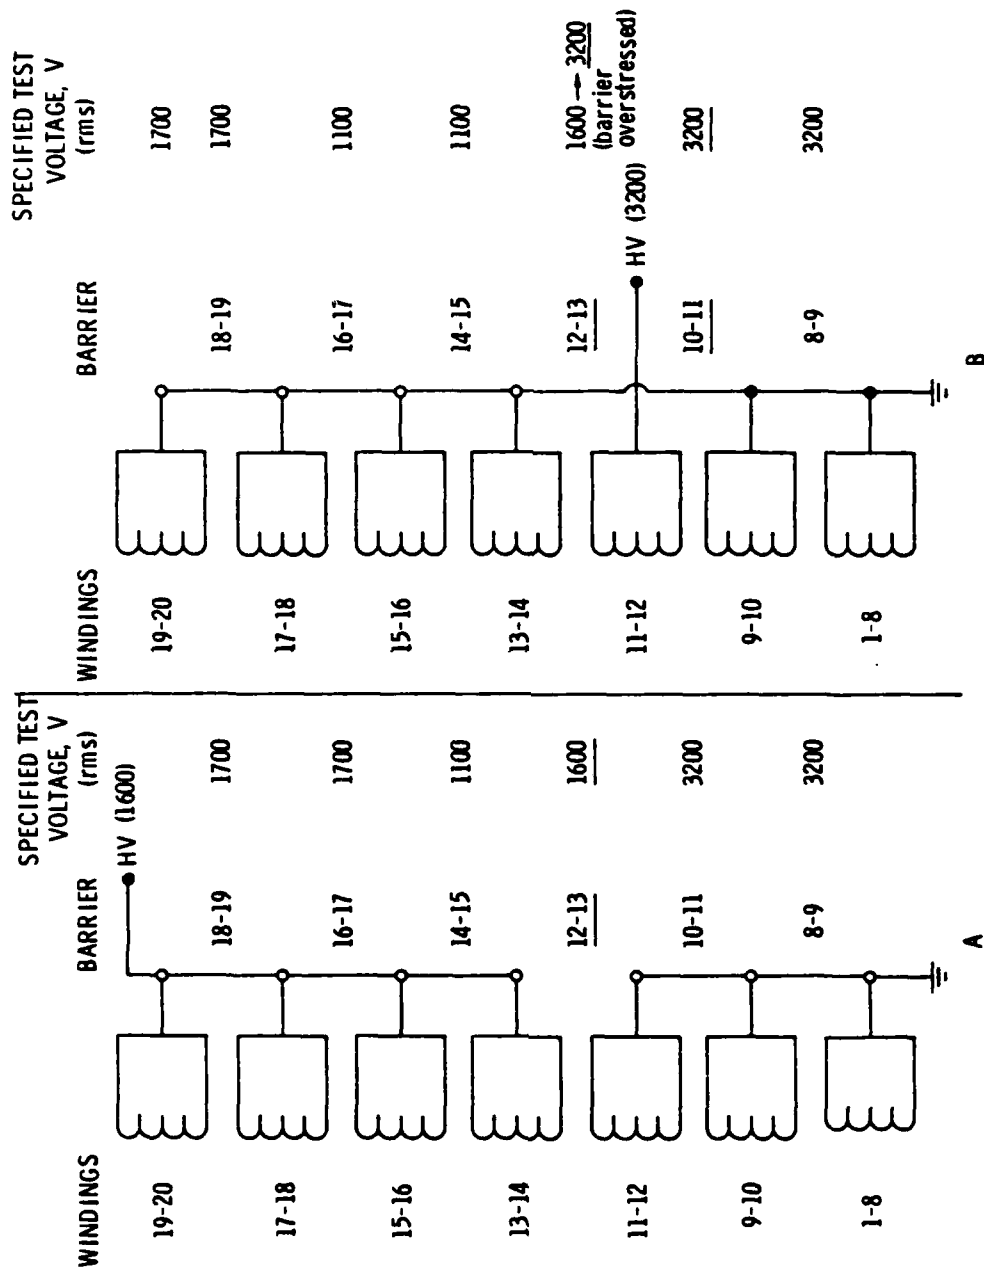 WINDINGS
BARRIER
SPECIFIED TEST
VOLTAGE, V
(rms)
HV (1600)
19-20
18-19 1700
17-18
16-17 1700
15-16
14-15 1100
13-14
12-13 1600
11-12
10-11 3200
9-10
8-9 3200
1-8
A
WINDINGS
BARRIER
SPECIFIED TEST
VOLTAGE, V
(rms)
19-20 1700
18-19 1700
17-18
16-17 1100
15-16
14-15 1100
13-14
12-13 1600 → 3200
(barrier
overstressed)
11-12 HV (3200)
10-11 3200
9-10
8-9 3200
1-8
B